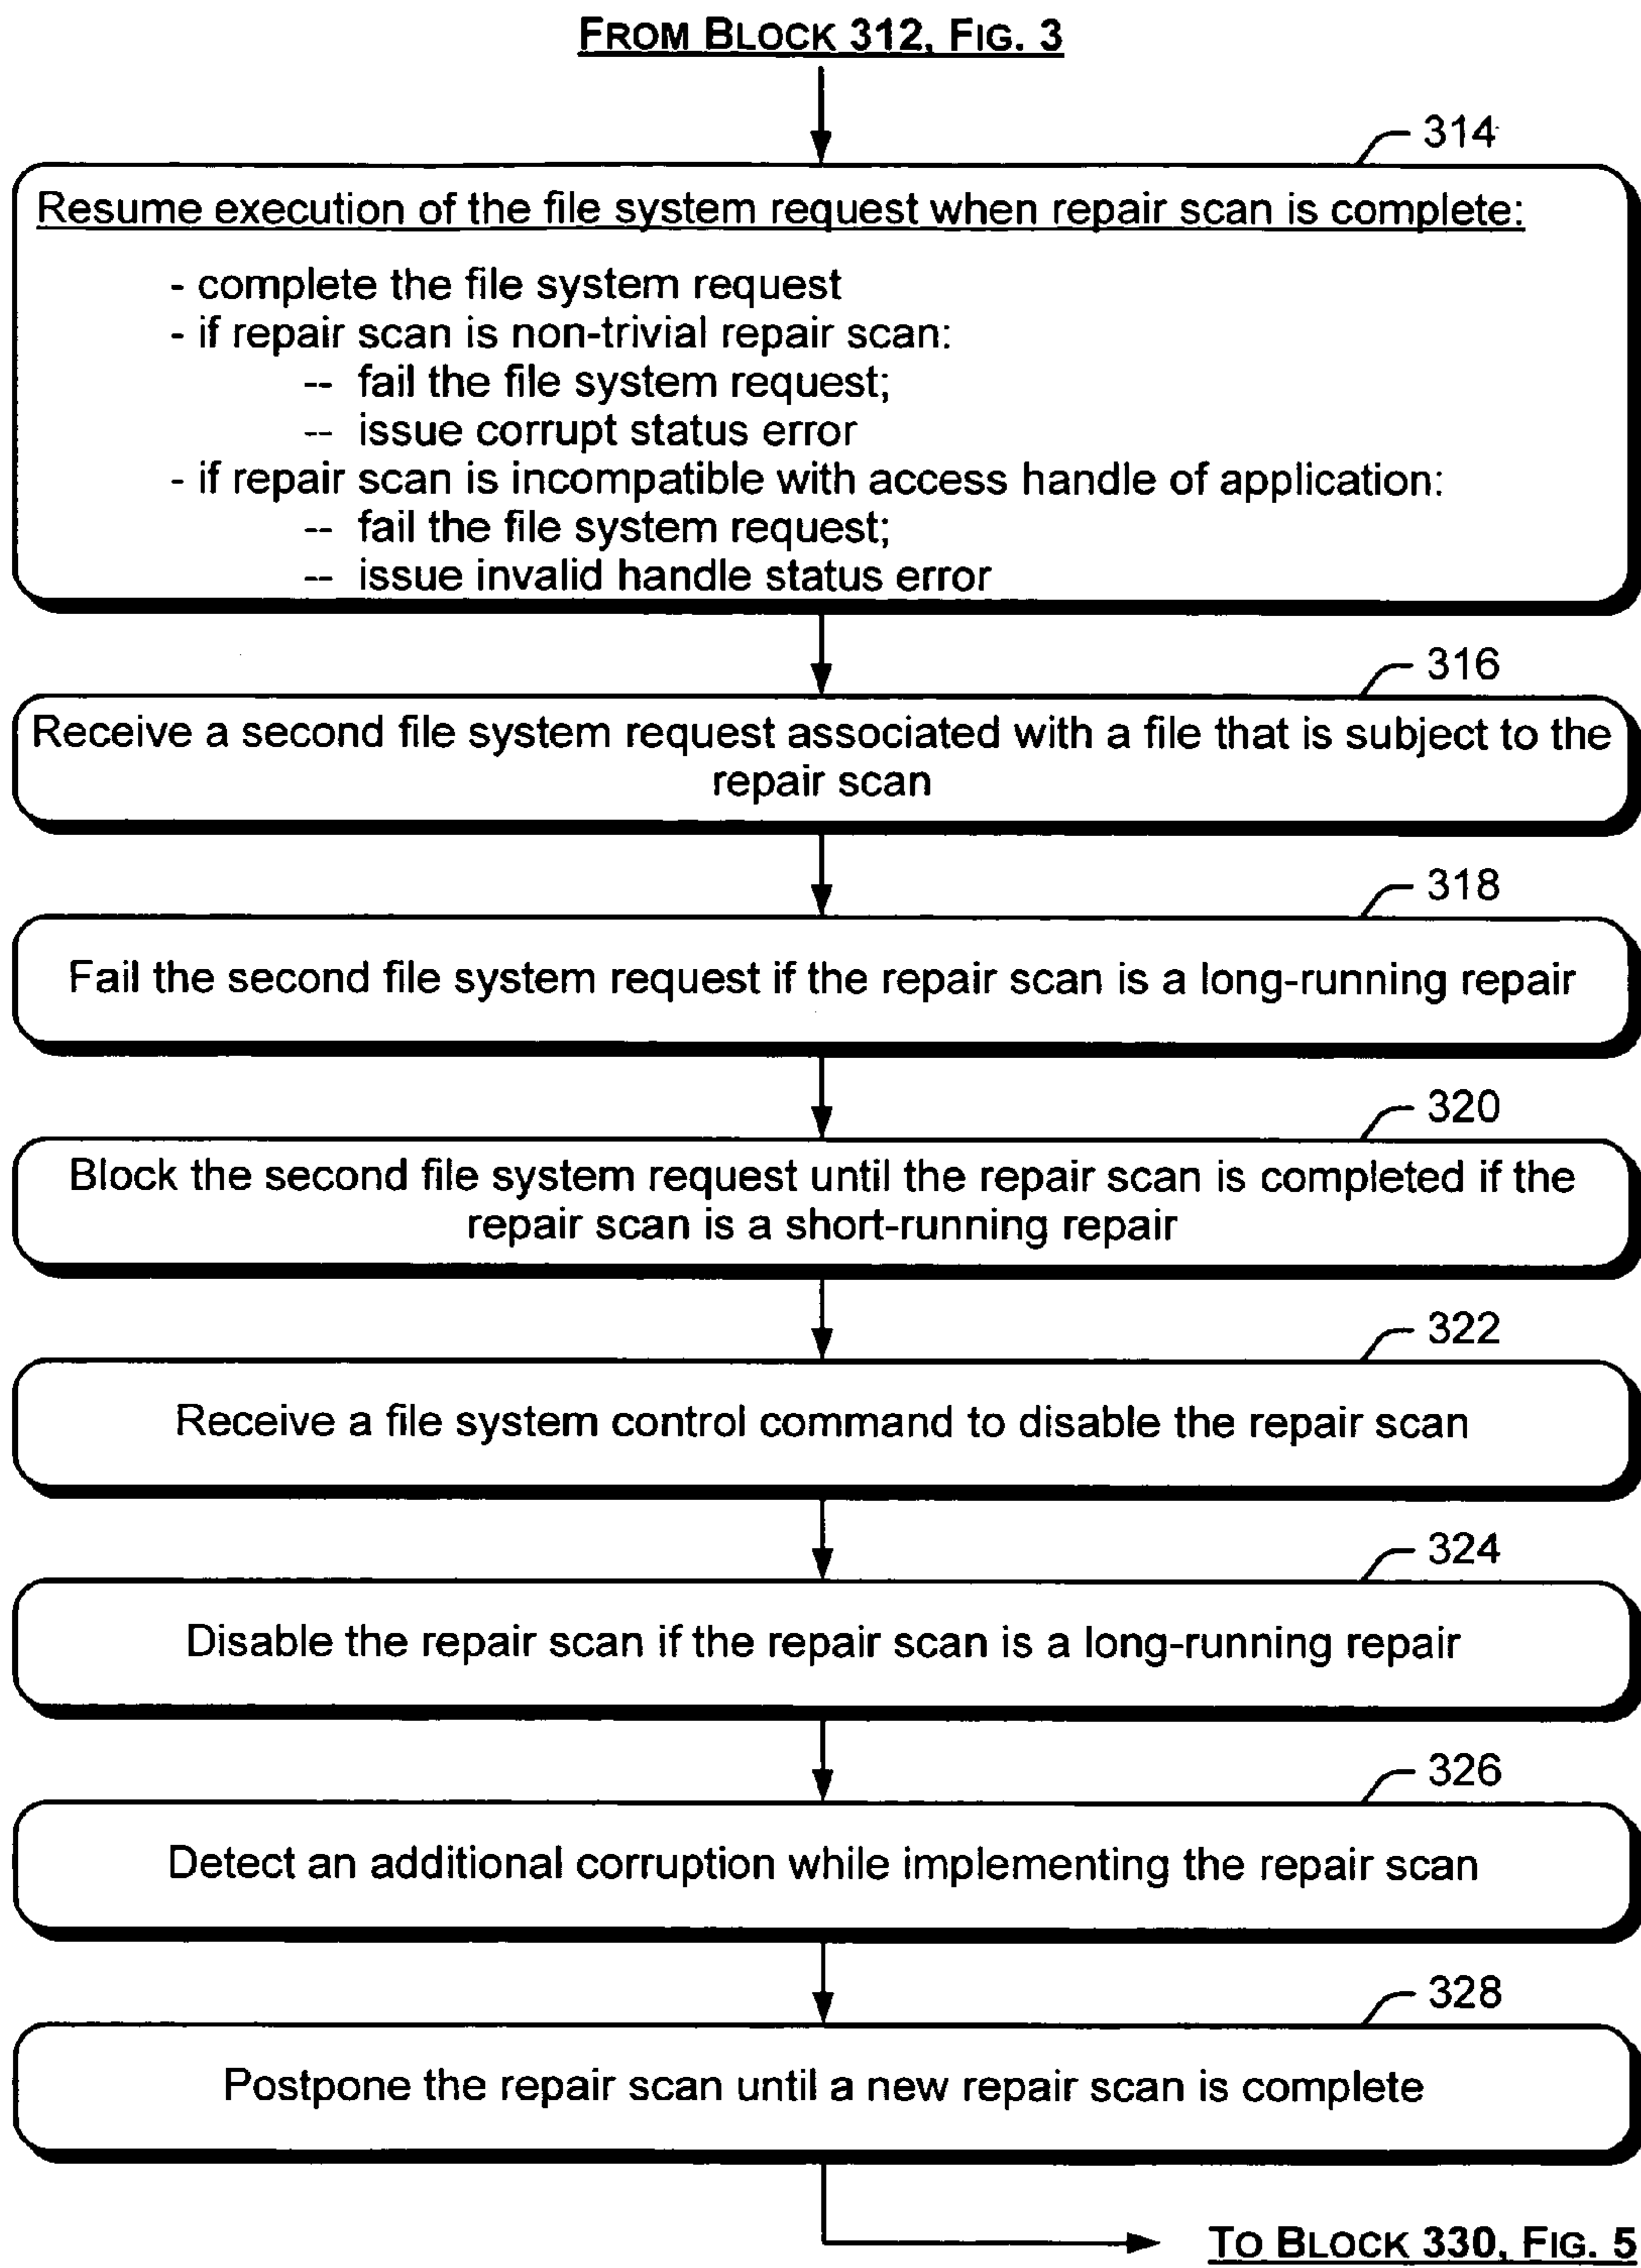 FROM BLOCK 312, FIG. 3
314
Resume execution of the file system request when repair scan is complete:
- complete the file system request
- if repair scan is non-trivial repair scan:
-- fail the file system request;
-- issue corrupt status error
- if repair scan is incompatible with access handle of application:
-- fail the file system request;
-- issue invalid handle status error
316
Receive a second file system request associated with a file that is subject to the
repair scan
318
Fail the second file system request if the repair scan is a long-running repair
320
Block the second file system request until the repair scan is completed if the
repair scan is a short-running repair
322
Receive a file system control command to disable the repair scan
324
Disable the repair scan if the repair scan is a long-running repair
326
Detect an additional corruption while implementing the repair scan
328
Postpone the repair scan until a new repair scan is complete
TO BLOCK 330, FIG. 5